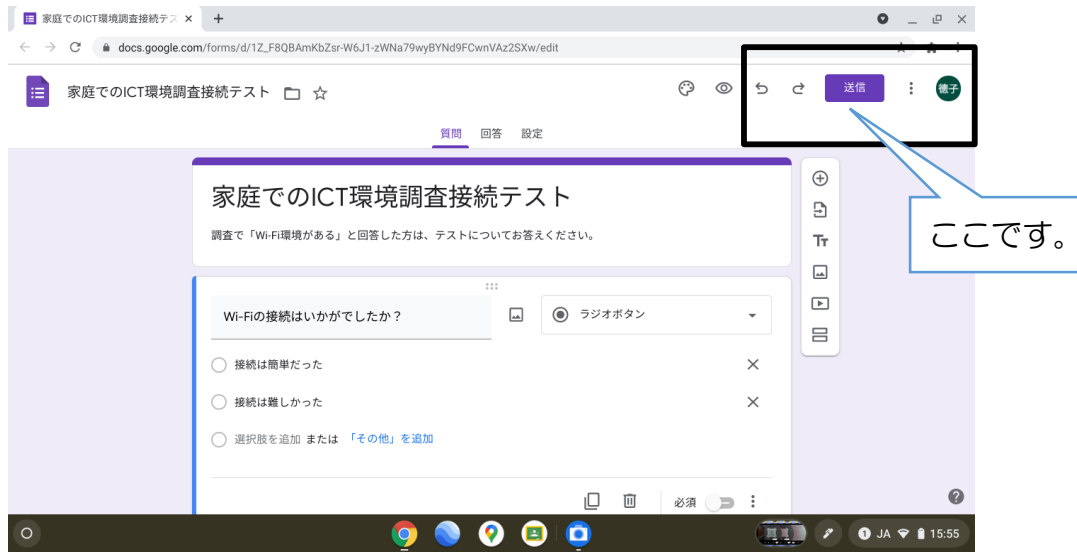 家庭でのICT環境調査接続テス
docs.google.com/forms/d/1Z_F8QBAmKbZsr-W6J1-zWNa79wyBYNd9FCwnVAz2SXw/edit
家庭でのICT環境調査接続テスト
送信
徳子
質問 回答 設定
家庭でのICT環境調査接続テスト
調査で「Wi-Fi環境がある」と回答した方は、テストについてお答えください。
ここです。
Wi-Fiの接続はいかがでしたか？
ラジオボタン
接続は簡単だった
接続は難しかった
選択肢を追加 または 「その他」を追加
必須
1 JA 15:55